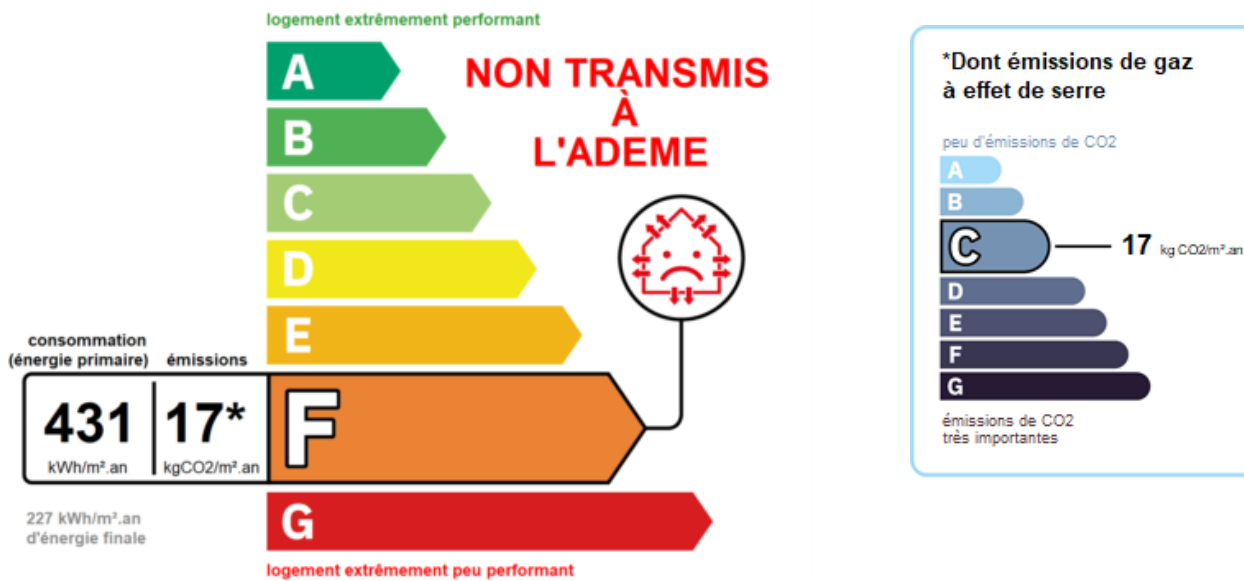 logement extrêmement performant
A
NON TRANSMIS
À
L'ADEME
B
C
D
E
consommation
(énergie primaire)
émissions
431
17*
F
kWh/m².an
kgCO2/m².an
227 kWh/m².an
d'énergie finale
G
logement extrêmement peu performant
*Dont émissions de gaz
à effet de serre
peu d'émissions de CO2
A
B
C
17 kg CO2/m².an
D
E
F
G
émissions de CO2
très importantes